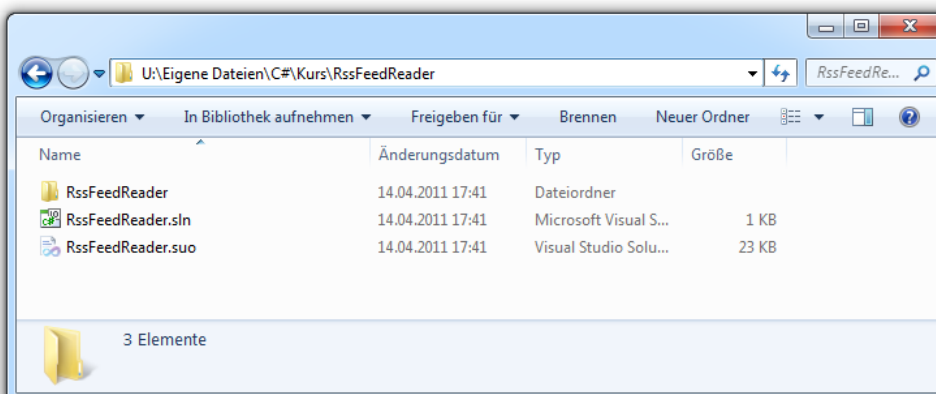 U:\Eigene Dateien\C#\Kurs\RssFeedReader RssFeedRe...
Organisieren In Bibliothek aufnehmen Freigeben für Brennen Neuer Ordner
Name Änderungsdatum Typ Größe
RssFeedReader 14.04.2011 17:41 Dateiordner
RssFeedReader.sln 14.04.2011 17:41 Microsoft Visual S... 1 KB
RssFeedReader.suo 14.04.2011 17:41 Visual Studio Solu... 23 KB
3 Elemente